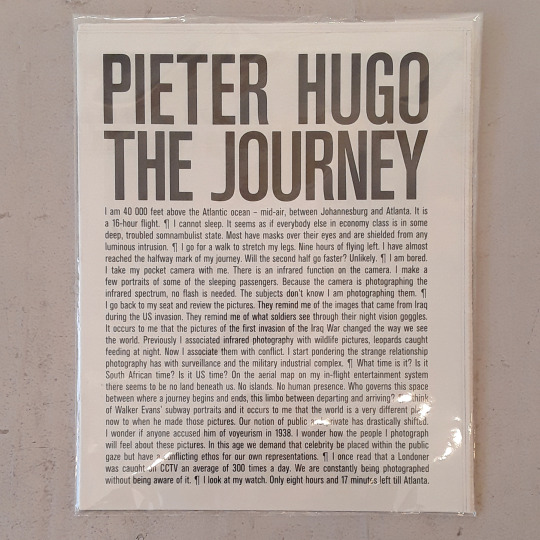 PIETER HUGO
THE JOURNEY
I am 40 000 feet above the Atlantic ocean – mid-air, between Johannesburg and Atlanta. It is
a 16-hour flight. ¶ I cannot sleep. It seems as if everybody else in economy class is in some
deep, troubled somnambulist state. Most have masks over their eyes and are shielded from any
luminous intrusion. ¶ I go for a walk to stretch my legs. Nine hours of flying left. I have almost
reached the halfway mark of my journey. Will the second half go faster? Unlikely. ¶ I am bored.
I take my pocket camera with me. There is an infrared function on the camera. I make a
few portraits of some of the sleeping passengers. Because the camera is photographing the
infrared spectrum, no flash is needed. The subjects don't know I am photographing them. ¶
I go back to my seat and review the pictures. They remind me of the images that came from Iraq
during the US invasion. They remind me of what soldiers see through their night vision goggles.
It occurs to me that the pictures of the first invasion of the Iraq War changed the way we see
the world. Previously I associated infrared photography with wildlife pictures, leopards caught
feeding at night. Now I associate them with conflict. I start pondering the strange relationship
photography has with surveillance and the military industrial complex. ¶ What time is it? Is it
South African time? Is it US time? On the aerial map on my in-flight entertainment system
there seems to be no land beneath us. No islands. No human presence. Who governs this space
between where a journey begins and ends, this limbo between departing and arriving? I think
of Walker Evans' subway portraits and it occurs to me that the world is a very different place
now to when he made those pictures. Our notion of public private has drastically shifted.
I wonder if anyone accused him of voyeurism in 1938. I wonder how the people I photograph
will feel about these pictures. In this age we demand that celebrity be placed within the public
gaze but have conflicting ethos for our own representations. ¶ I once read that a Londoner
was caught on CCTV an average of 300 times a day. We are constantly being photographed
without being aware of it. ¶ I look at my watch. Only eight hours and 17 minutes left till Atlanta.